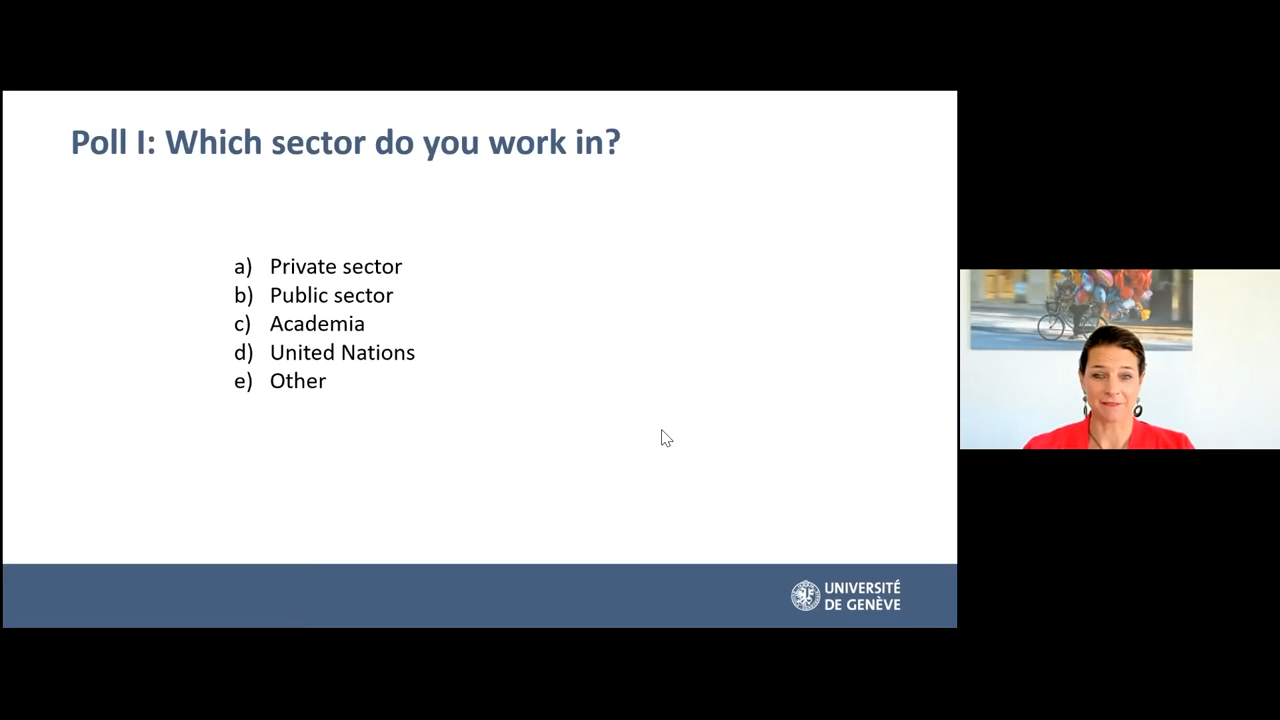 Poll I: Which sector do you work in?
a) Private sector
b) Public sector
c) Academia
d) United Nations
e) Other
UNIVERSITÉ
DE GENÈVE